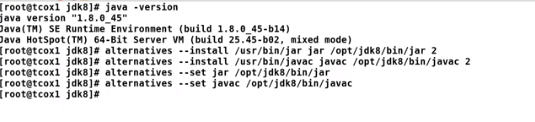 [root@tcox1 jdk8]# java -version
java version "1.8.0_45"
Java(TM) SE Runtime Environment (build 1.8.0_45-b14)
Java HotSpot(TM) 64-Bit Server VM (build 25.45-b02, mixed mode)
[root@tcox1 jdk8]# alternatives --install /usr/bin/jar jar /opt/jdk8/bin/jar 2
[root@tcox1 jdk8]# alternatives --install /usr/bin/javac javac /opt/jdk8/bin/javac 2
[root@tcox1 jdk8]# alternatives --set jar /opt/jdk8/bin/jar
[root@tcox1 jdk8]# alternatives --set javac /opt/jdk8/bin/javac
[root@tcox1 jdk8]#